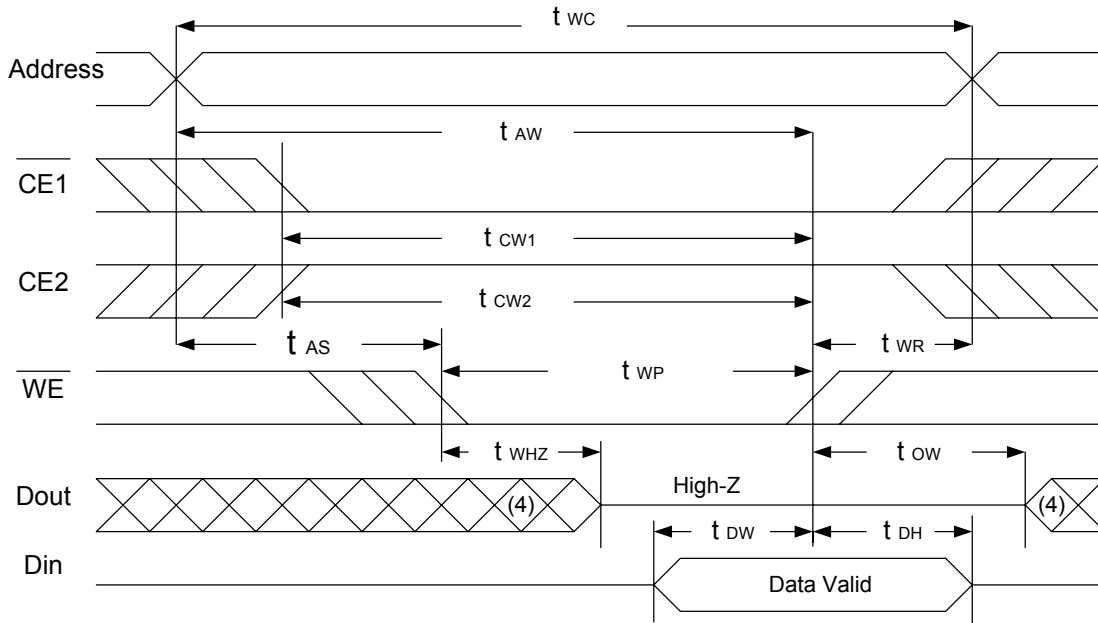 t WC
Address
t AW
CE1
t CW1
CE2
t CW2
t AS
t WR
WE
t WP
t WHZ
t OW
Dout
(4)
High-Z
(4)
t DW
t DH
Din
Data Valid